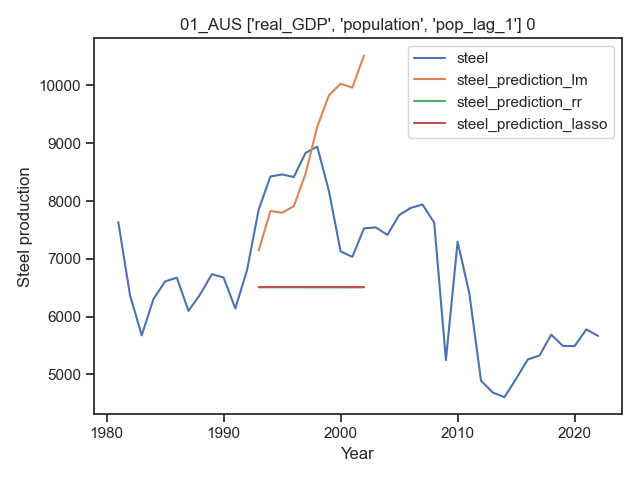 01_AUS ['real_GDP', 'population', 'pop_lag_1'] 0
steel
steel_prediction_lm
steel_prediction_rr
steel_prediction_lasso
Steel production
10000
9000
8000
7000
6000
5000
1980
1990
2000
2010
2020
Year